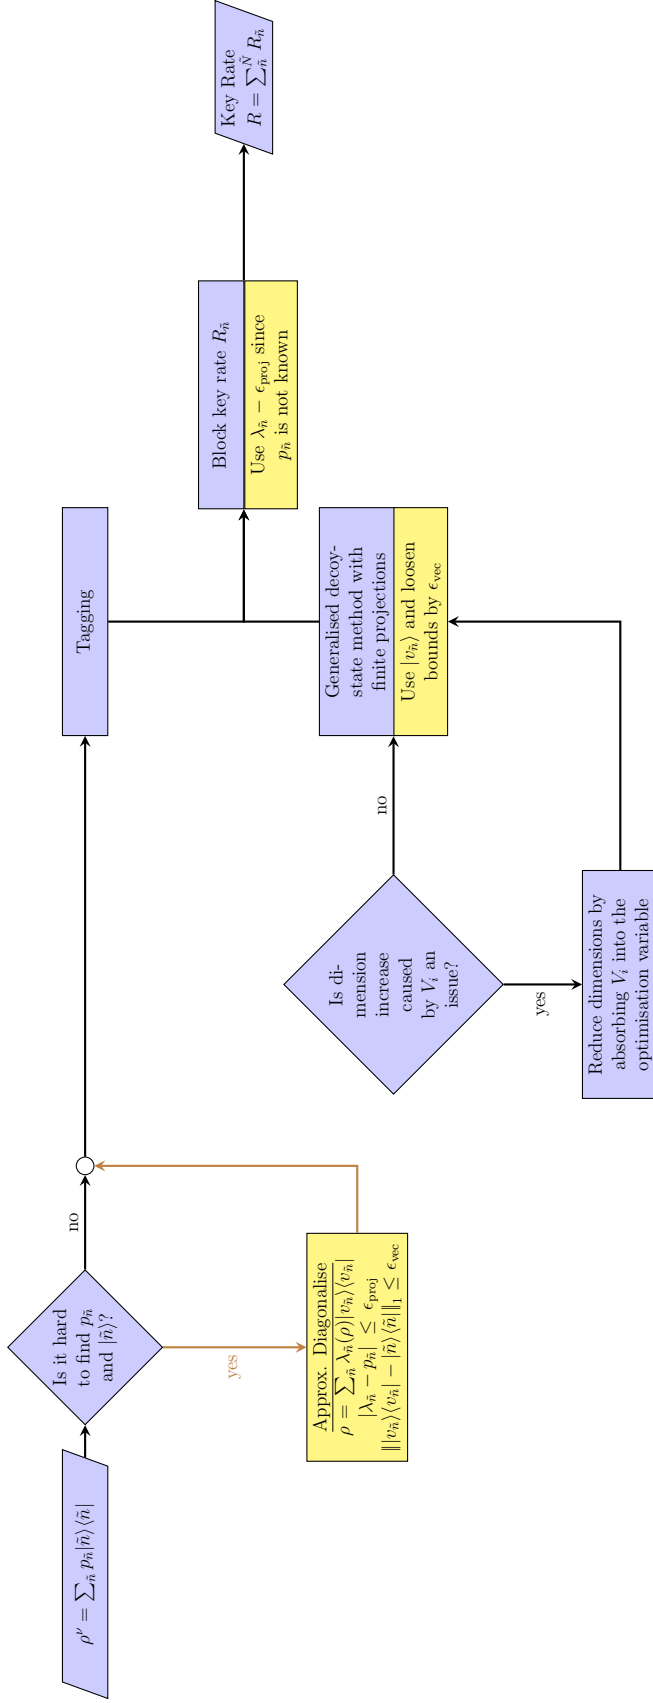 ρ^ν = ∑_ñ p_ñ|ñ⟩⟨ñ|
Is it hard
to find p_ñ
and |ñ⟩?
no
yes
Approx. Diagonalise
ρ = ∑_ñ λ_ñ(ρ)|v_ñ⟩⟨v_ñ|
|λ_ñ − p_ñ| ≤ ϵ_proj
‖|v_ñ⟩⟨v_ñ| − |ñ⟩⟨ñ|‖₁ ≤ ϵ_vec
Tagging
Is di-
mension
increase
caused
by V_i an
issue?
no
yes
Reduce dimensions by
absorbing V_i into the
optimisation variable
Generalised decoy-
state method with
finite projections
Use |v_ñ⟩ and loosen
bounds by ϵ_vec
Block key rate R_ñ
Use λ_ñ − ϵ_proj since
p_ñ is not known
Key Rate
R = ∑_ñ^Ñ R_ñ